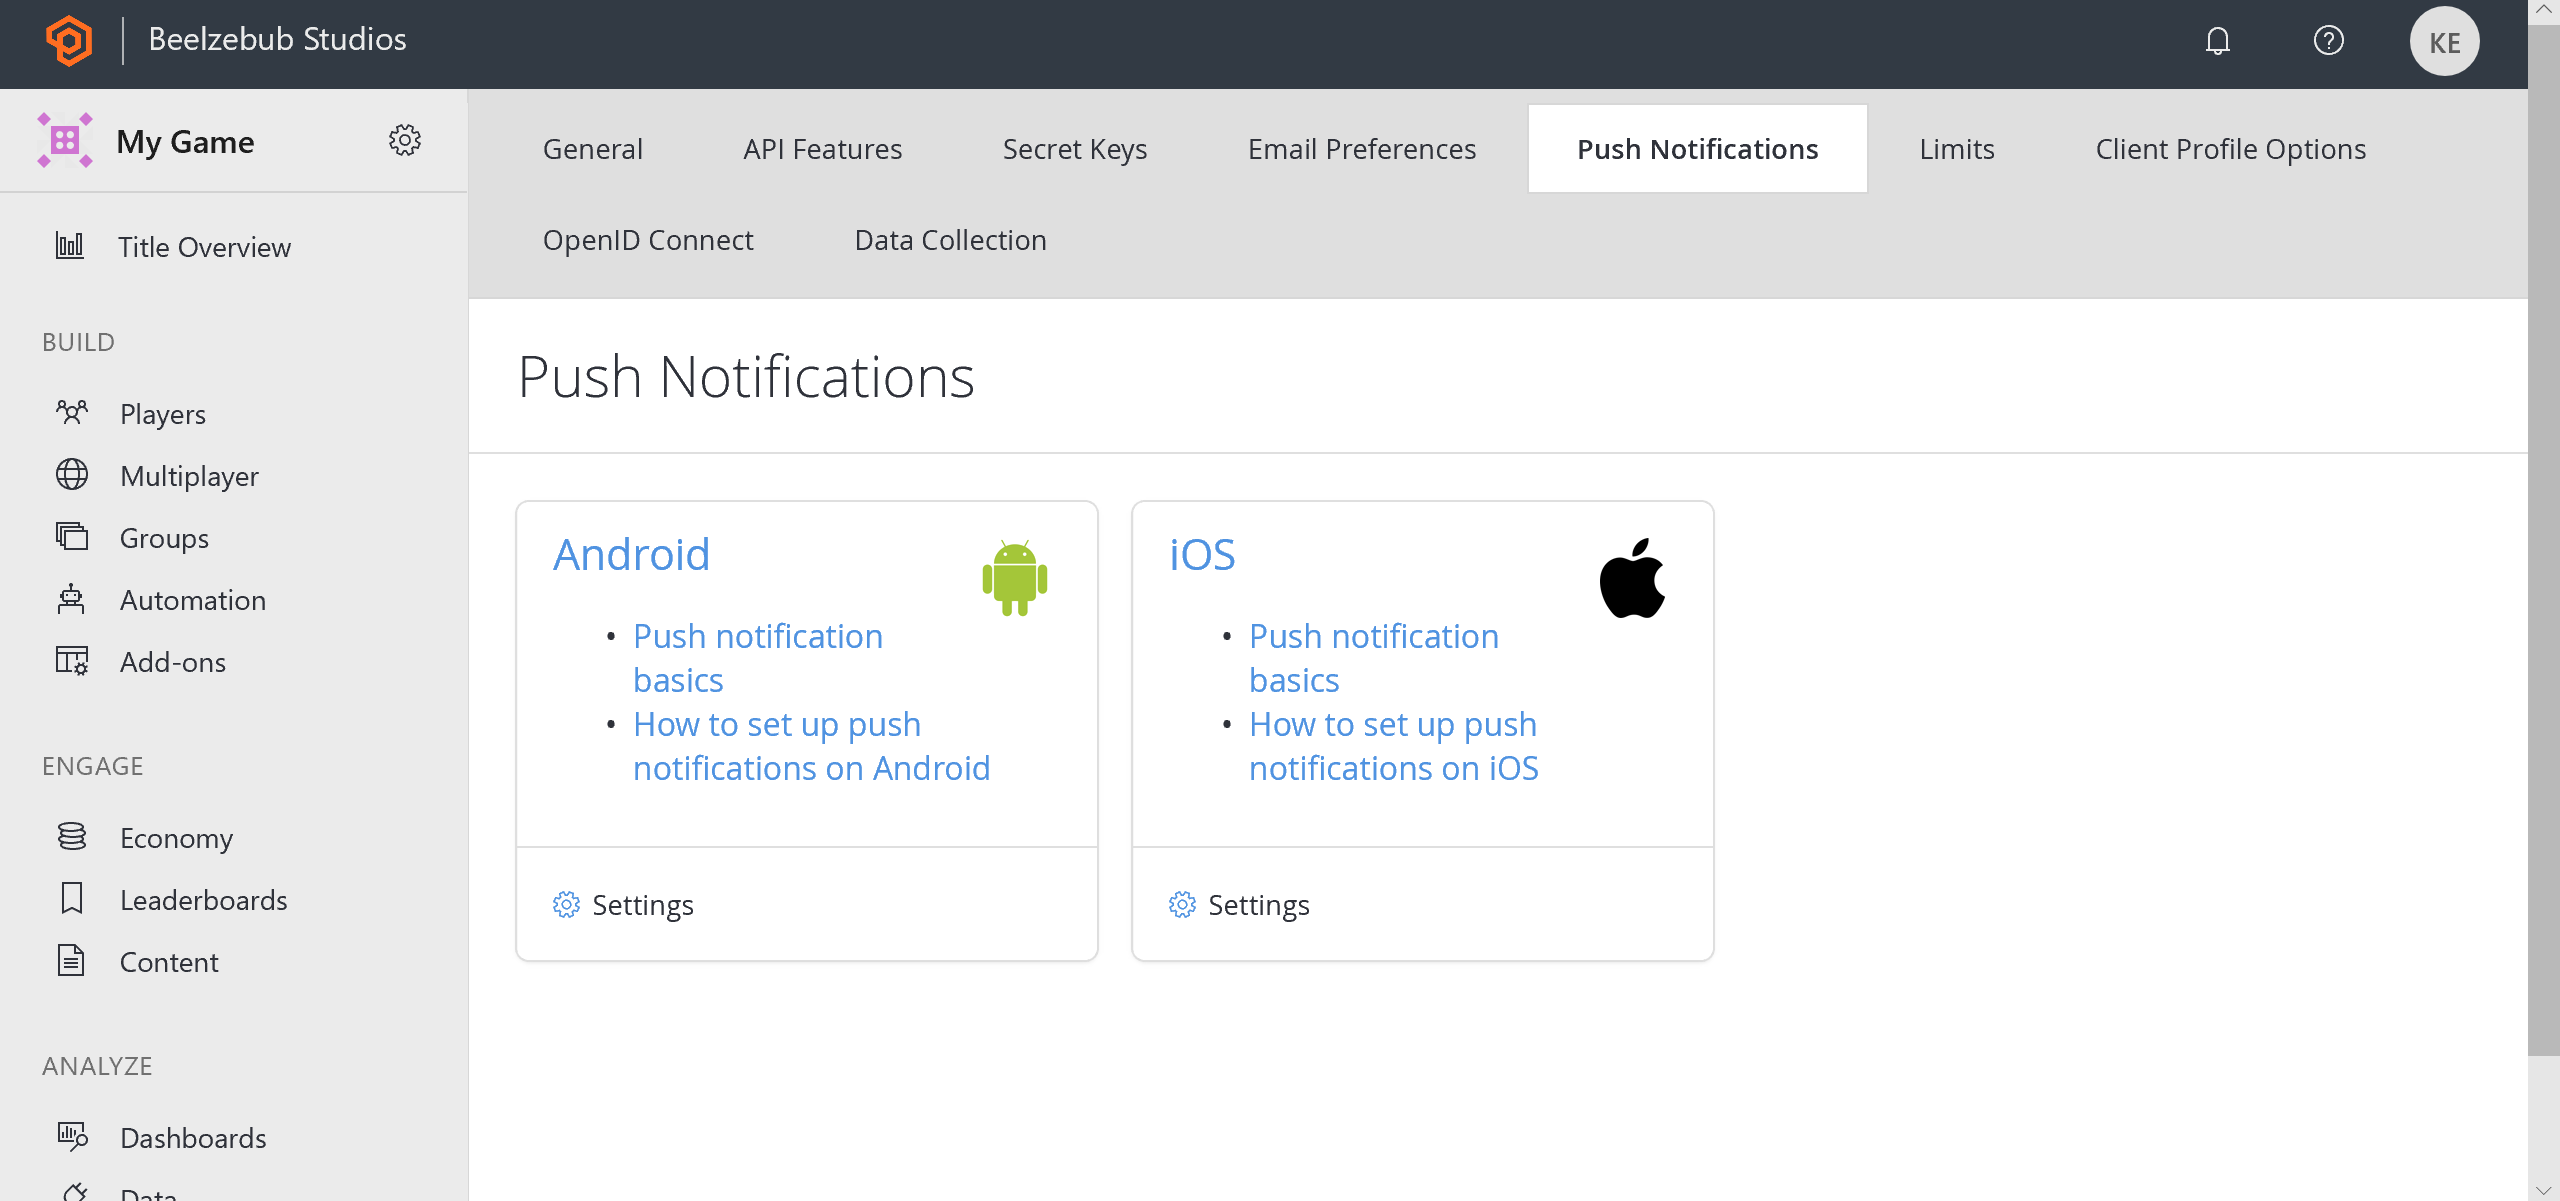 Beelzebub Studios
KE
My Game
General
API Features
Secret Keys
Email Preferences
Push Notifications
Limits
Client Profile Options
OpenID Connect
Data Collection
Title Overview
BUILD
Players
Multiplayer
Groups
Automation
Add-ons
ENGAGE
Economy
Leaderboards
Content
ANALYZE
Dashboards
Data
Push Notifications
Android
• Push notification
basics
• How to set up push
notifications on Android
Settings
iOS
• Push notification
basics
• How to set up push
notifications on iOS
Settings